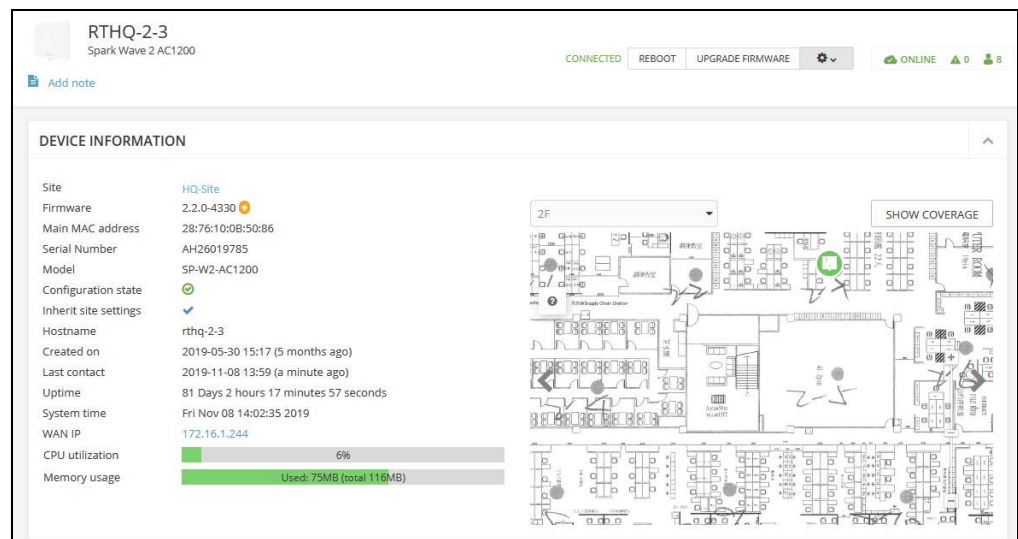 RTHQ-2-3
Spark Wave 2 AC1200
CONNECTED REBOOT UPGRADE FIRMWARE ONLINE 0 8
Add note
DEVICE INFORMATION
Site HQ-Site
Firmware 2.2.0-4330
Main MAC address 28:76:10:0B:50:86
Serial Number AH26019785
Model SP-W2-AC1200
Configuration state
Inherit site settings
Hostname rthq-2-3
Created on 2019-05-30 15:17 (5 months ago)
Last contact 2019-11-08 13:59 (a minute ago)
Uptime 81 Days 2 hours 17 minutes 57 seconds
System time Fri Nov 08 14:02:35 2019
WAN IP 172.16.1.244
CPU utilization 6%
Memory usage Used: 75MB (total 116MB)
2F
SHOW COVERAGE